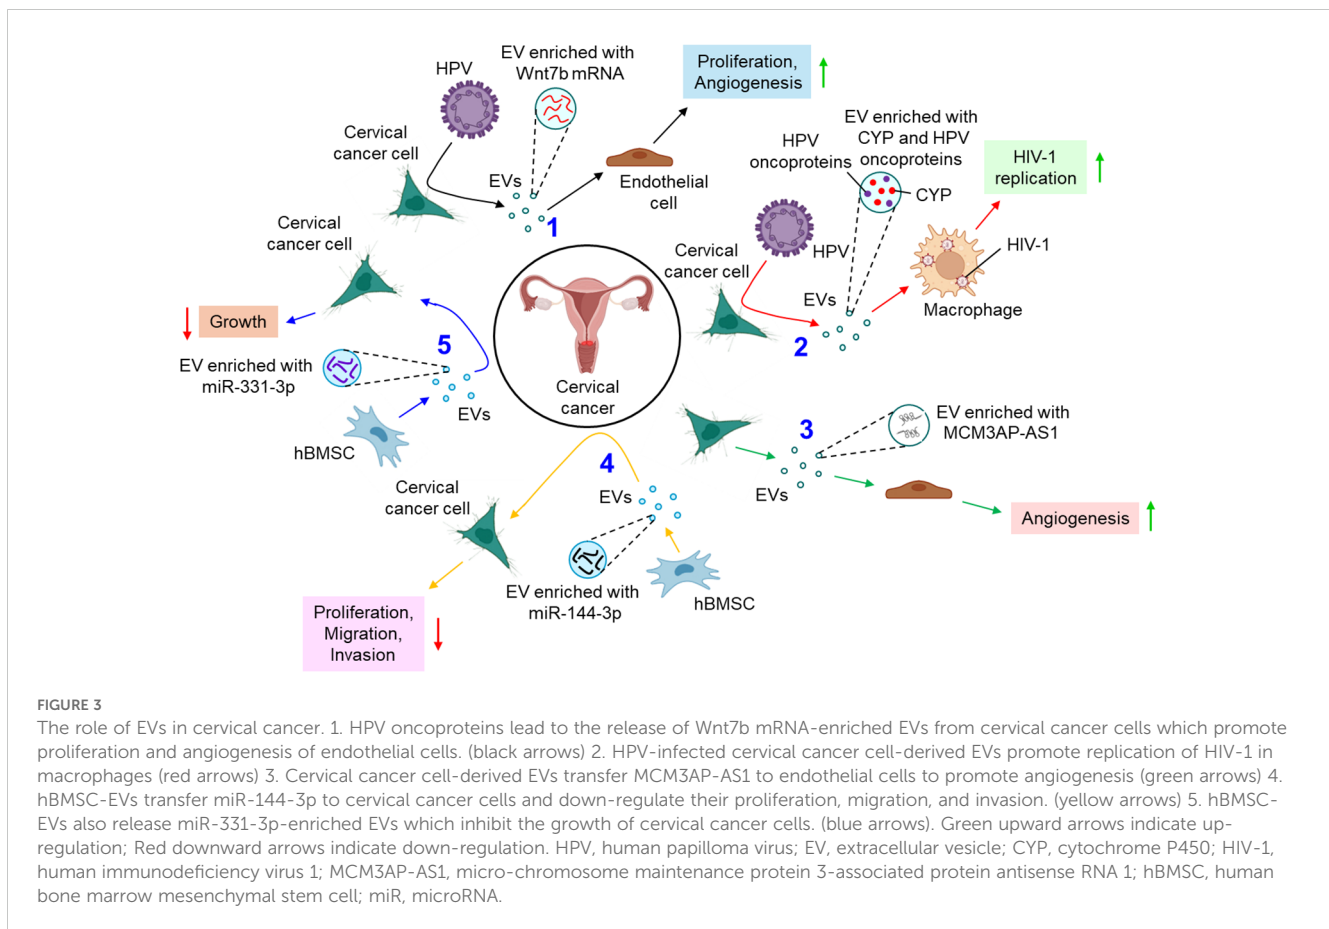 HPV
EV enriched with
Wnt7b mRNA
Proliferation,
Angiogenesis
Cervical
cancer cell
EVs
Endothelial
cell
1
HPV
oncoproteins
EV enriched with
CYP and HPV
oncoproteins
CYP
HIV-1
replication
HPV
Cervical
cancer cell
EVs
HIV-1
Macrophage
2
Cervical
cancer cell
Growth
5
EV enriched with
miR-331-3p
EVs
hBMSC
Cervical
cancer
3
EV enriched with
MCM3AP-AS1
EVs
Angiogenesis
4
Cervical
cancer cell
EVs
EV enriched with
miR-144-3p
hBMSC
Proliferation,
Migration,
Invasion
FIGURE 3
The role of EVs in cervical cancer. 1. HPV oncoproteins lead to the release of Wnt7b mRNA-enriched EVs from cervical cancer cells which promote
proliferation and angiogenesis of endothelial cells. (black arrows) 2. HPV-infected cervical cancer cell-derived EVs promote replication of HIV-1 in
macrophages (red arrows) 3. Cervical cancer cell-derived EVs transfer MCM3AP-AS1 to endothelial cells to promote angiogenesis (green arrows) 4.
hBMSC-EVs transfer miR-144-3p to cervical cancer cells and down-regulate their proliferation, migration, and invasion. (yellow arrows) 5. hBMSC-
EVs also release miR-331-3p-enriched EVs which inhibit the growth of cervical cancer cells. (blue arrows). Green upward arrows indicate up-
regulation; Red downward arrows indicate down-regulation. HPV, human papilloma virus; EV, extracellular vesicle; CYP, cytochrome P450; HIV-1,
human immunodeficiency virus 1; MCM3AP-AS1, micro-chromosome maintenance protein 3-associated protein antisense RNA 1; hBMSC, human
bone marrow mesenchymal stem cell; miR, microRNA.